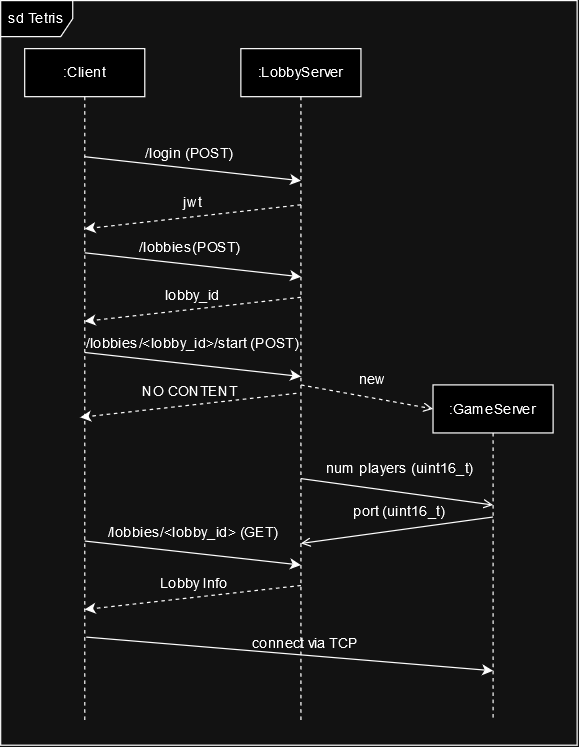 sd Tetris
:Client
:LobbyServer
/login (POST)
jwt
/lobbies(POST)
lobby_id
/lobbies/<lobby_id>/start (POST)
new
NO CONTENT
:GameServer
num players (uint16_t)
port (uint16_t)
/lobbies/<lobby_id> (GET)
Lobby Info
connect via TCP